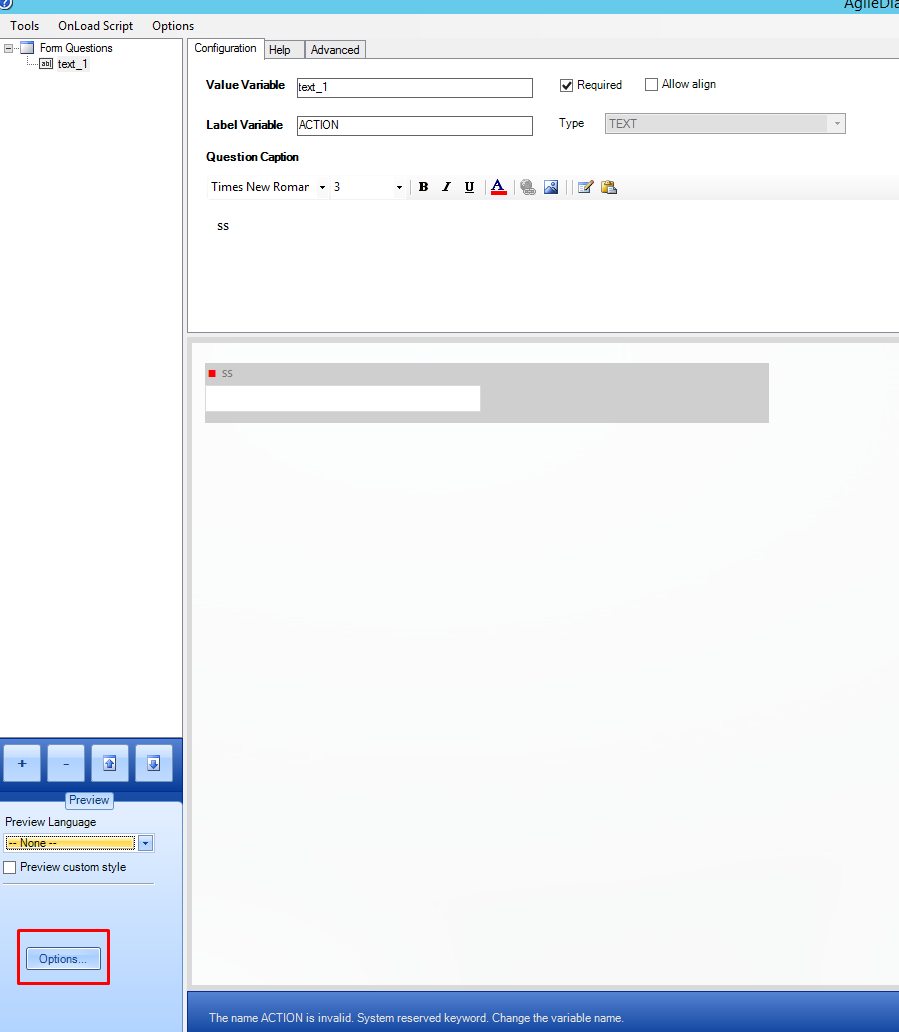 AgileDia
Tools OnLoad Script Options
Form Questions
text_1
Configuration Help Advanced
Value Variable text_1 Required Allow align
Label Variable ACTION Type TEXT
Question Caption
Times New Roman 3 B I U A
ss
ss
+ -
Preview
Preview Language
-- None --
Preview custom style
Options...
The name ACTION is invalid. System reserved keyword. Change the variable name.